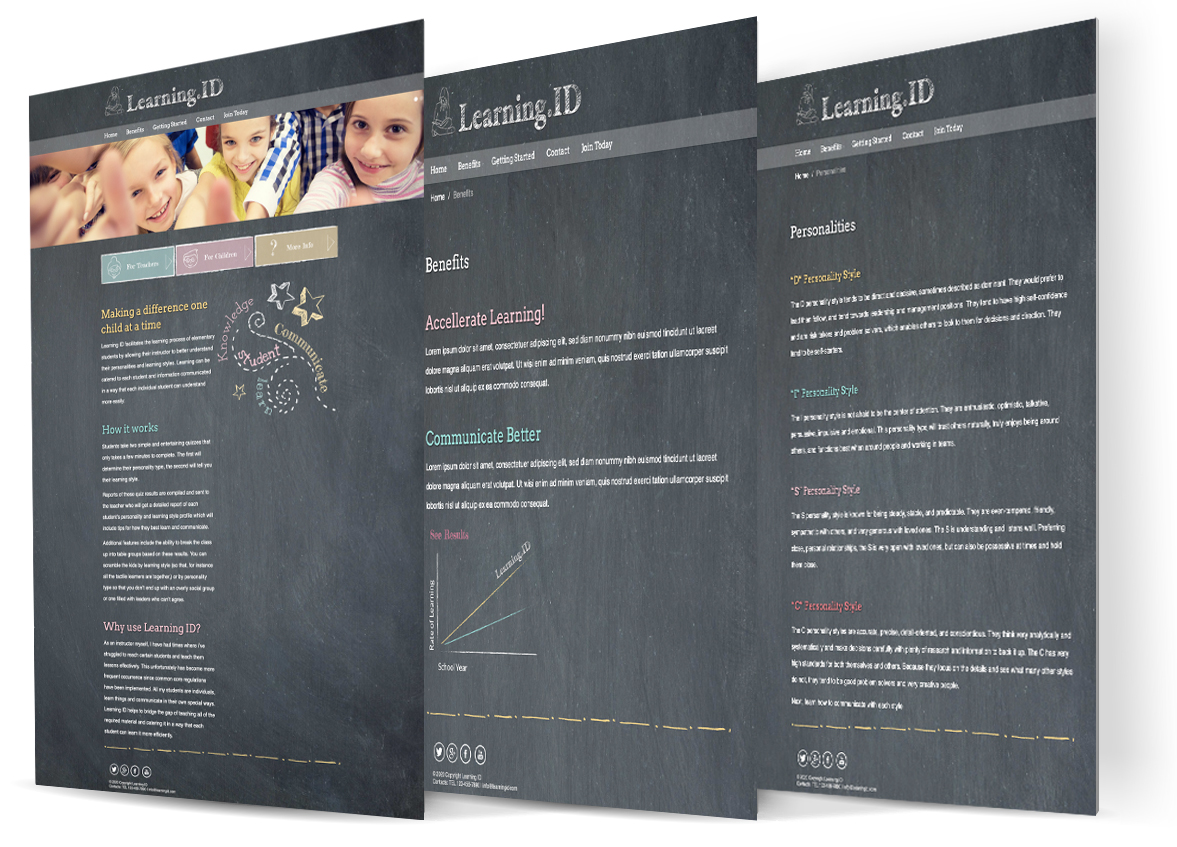 Learning.ID
Home Benefits Getting Started Contact Join Today
For Teachers
For Children
? More Info
Making a difference one
child at a time
Learning ID facilitates the learning process of elementary
students by allowing their instructor to better understand
their personalities and learning styles. Learning can be
catered to each student and information communicated
in a way that each individual student can understand
more easily.
Knowledge
Communicate
Student
learn
How it works
Students take two simple and entertaining quizzes that
only takes a few minutes to complete. The first will
determine their personality type, the second will tell you
their learning style.
Reports of these quiz results are compiled and sent to
the teacher who will get a detailed report of each
student's personality and learning style profile which will
include tips for how they best learn and communicate.
Additional features include the ability to break the class
up into table groups based on these results. You can
scramble the kids by learning style (so that, for instance
all the tactile learners are together,) or by personality
type so that you don't end up with an overly social group
or one filled with leaders who can't agree.
Why use Learning ID?
As an instructor myself, I have had times where I've
struggled to reach certain students and teach them
lessons effectively. This unfortunately has become more
frequent occurrence since common core regulations
have been implemented. All my students are individuals,
learn things and communicate in their own special ways.
Learning ID helps to bridge the gap of teaching all of the
required material and catering it in a way that each
student can learn it more efficiently.
Learning.ID
Home Benefits Getting Started Contact Join Today
Home / Benefits
Benefits
Accellerate Learning!
Lorem ipsum dolor sit amet, consectetuer adipiscing elit, sed diam nonummy nibh euismod tincidunt ut laoreet
dolore magna aliquam erat volutpat. Ut wisi enim ad minim veniam, quis nostrud exerci tation ullamcorper suscipit
lobortis nisl ut aliquip ex ea commodo consequat.
Communicate Better
Lorem ipsum dolor sit amet, consectetuer adipiscing elit, sed diam nonummy nibh euismod tincidunt ut laoreet
dolore magna aliquam erat volutpat. Ut wisi enim ad minim veniam, quis nostrud exerci tation ullamcorper suscipit
lobortis nisl ut aliquip ex ea commodo consequat.
See Results
Learning.ID
Rate of Learning
School Year
Learning.ID
Home Benefits Getting Started Contact Join Today
Home / Personalities
Personalities
"D" Personality Style
The D personality style tends to be direct and decisive, sometimes described as dominant. They would prefer to
lead than follow, and tend towards leadership and management positions. They tend to have high self-confidence
and are risk takers and problem solvers, which enables others to look to them for decisions and direction. They
tend to be self-starters.
"I" Personality Style
The I personality style is not afraid to be the center of attention. They are enthusiastic, optimistic, talkative,
persuasive, impulsive and emotional. This personality type will trust others naturally, truly enjoys being around
others, and functions best when around people and working in teams.
"S" Personality Style
The S personality style is known for being steady, stable, and predictable. They are even-tempered, friendly,
sympathetic with others, and very generous with loved ones. The S is understanding and listens well. Preferring
close, personal relationships, the S is very open with loved ones, but can also be possessive at times and hold
them close.
"C" Personality Style
The C personality styles are accurate, precise, detail-oriented, and conscientious. They think very analytically and
systematically and make decisions carefully with plenty of research and information to back it up. The C has very
high standards for both themselves and others. Because they focus on the details and see what many other styles
do not, they tend to be good problem solvers and very creative people.
Next, learn how to communicate with each style